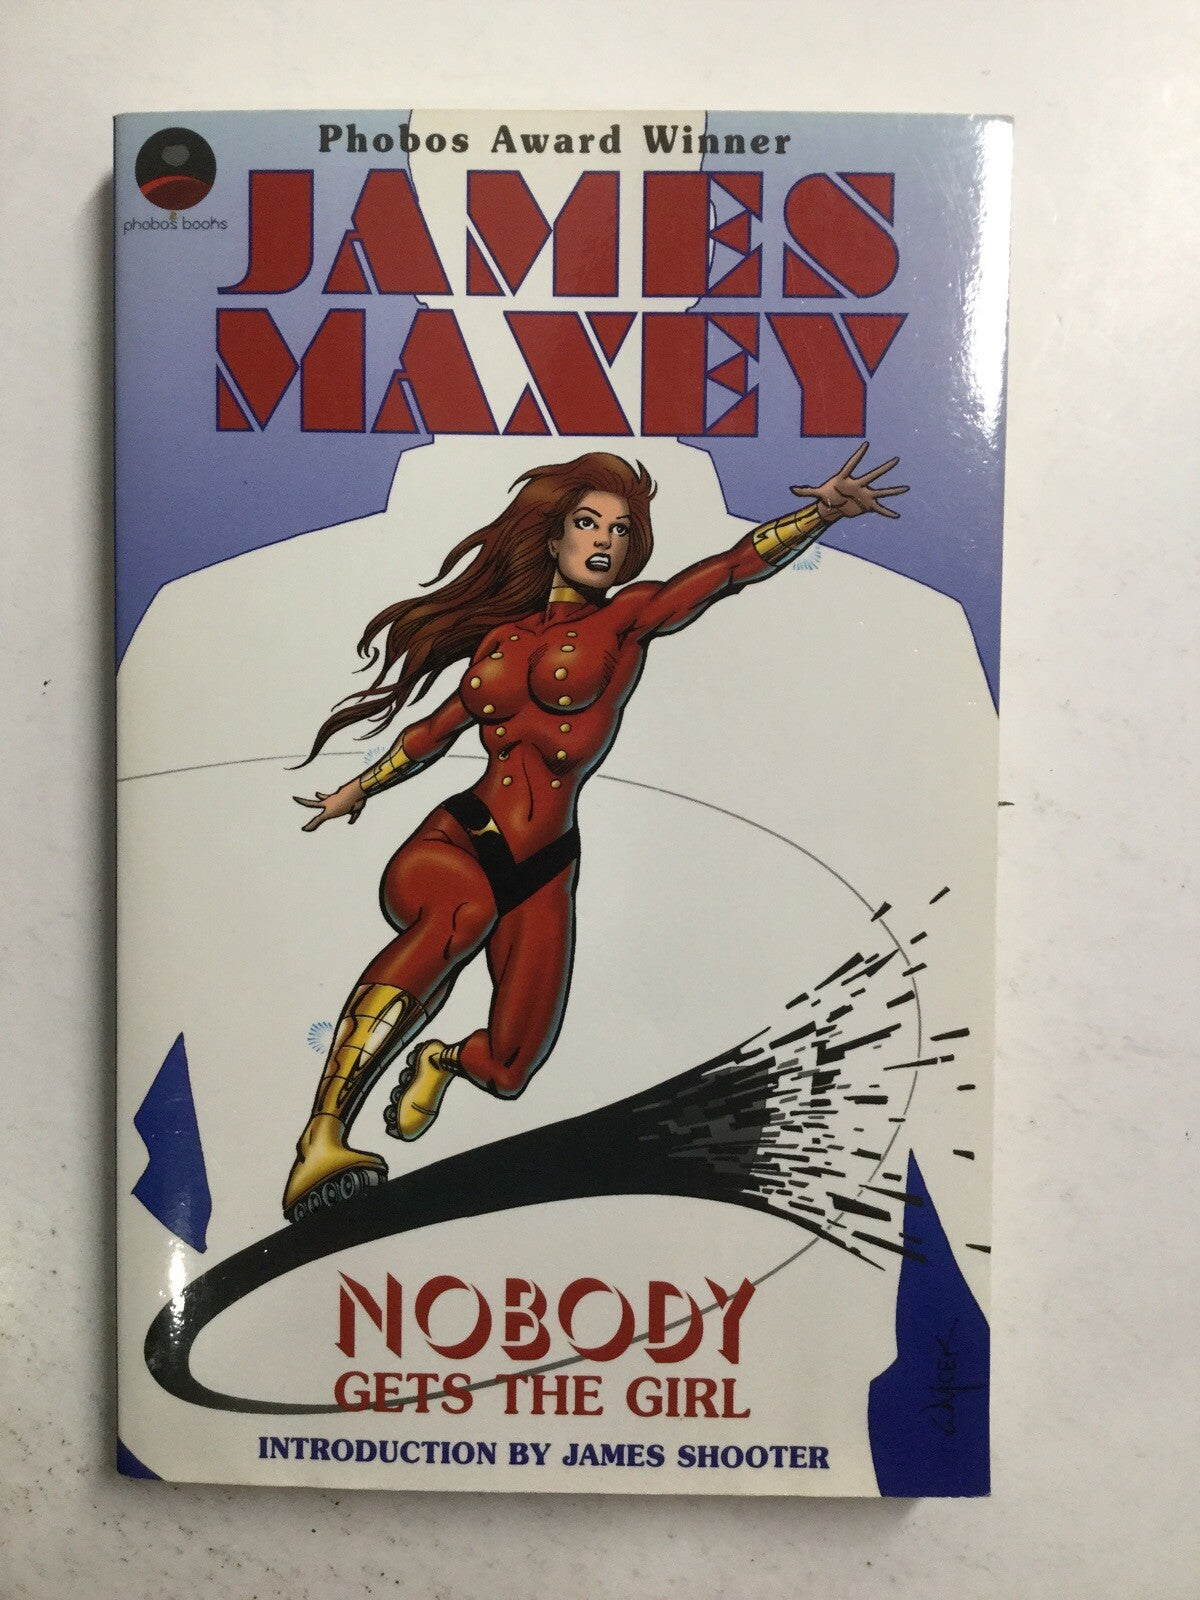 Phobos Award Winner
phobos books
JAMES
MAXEY
NOBODY
GETS THE GIRL
INTRODUCTION BY JAMES SHOOTER